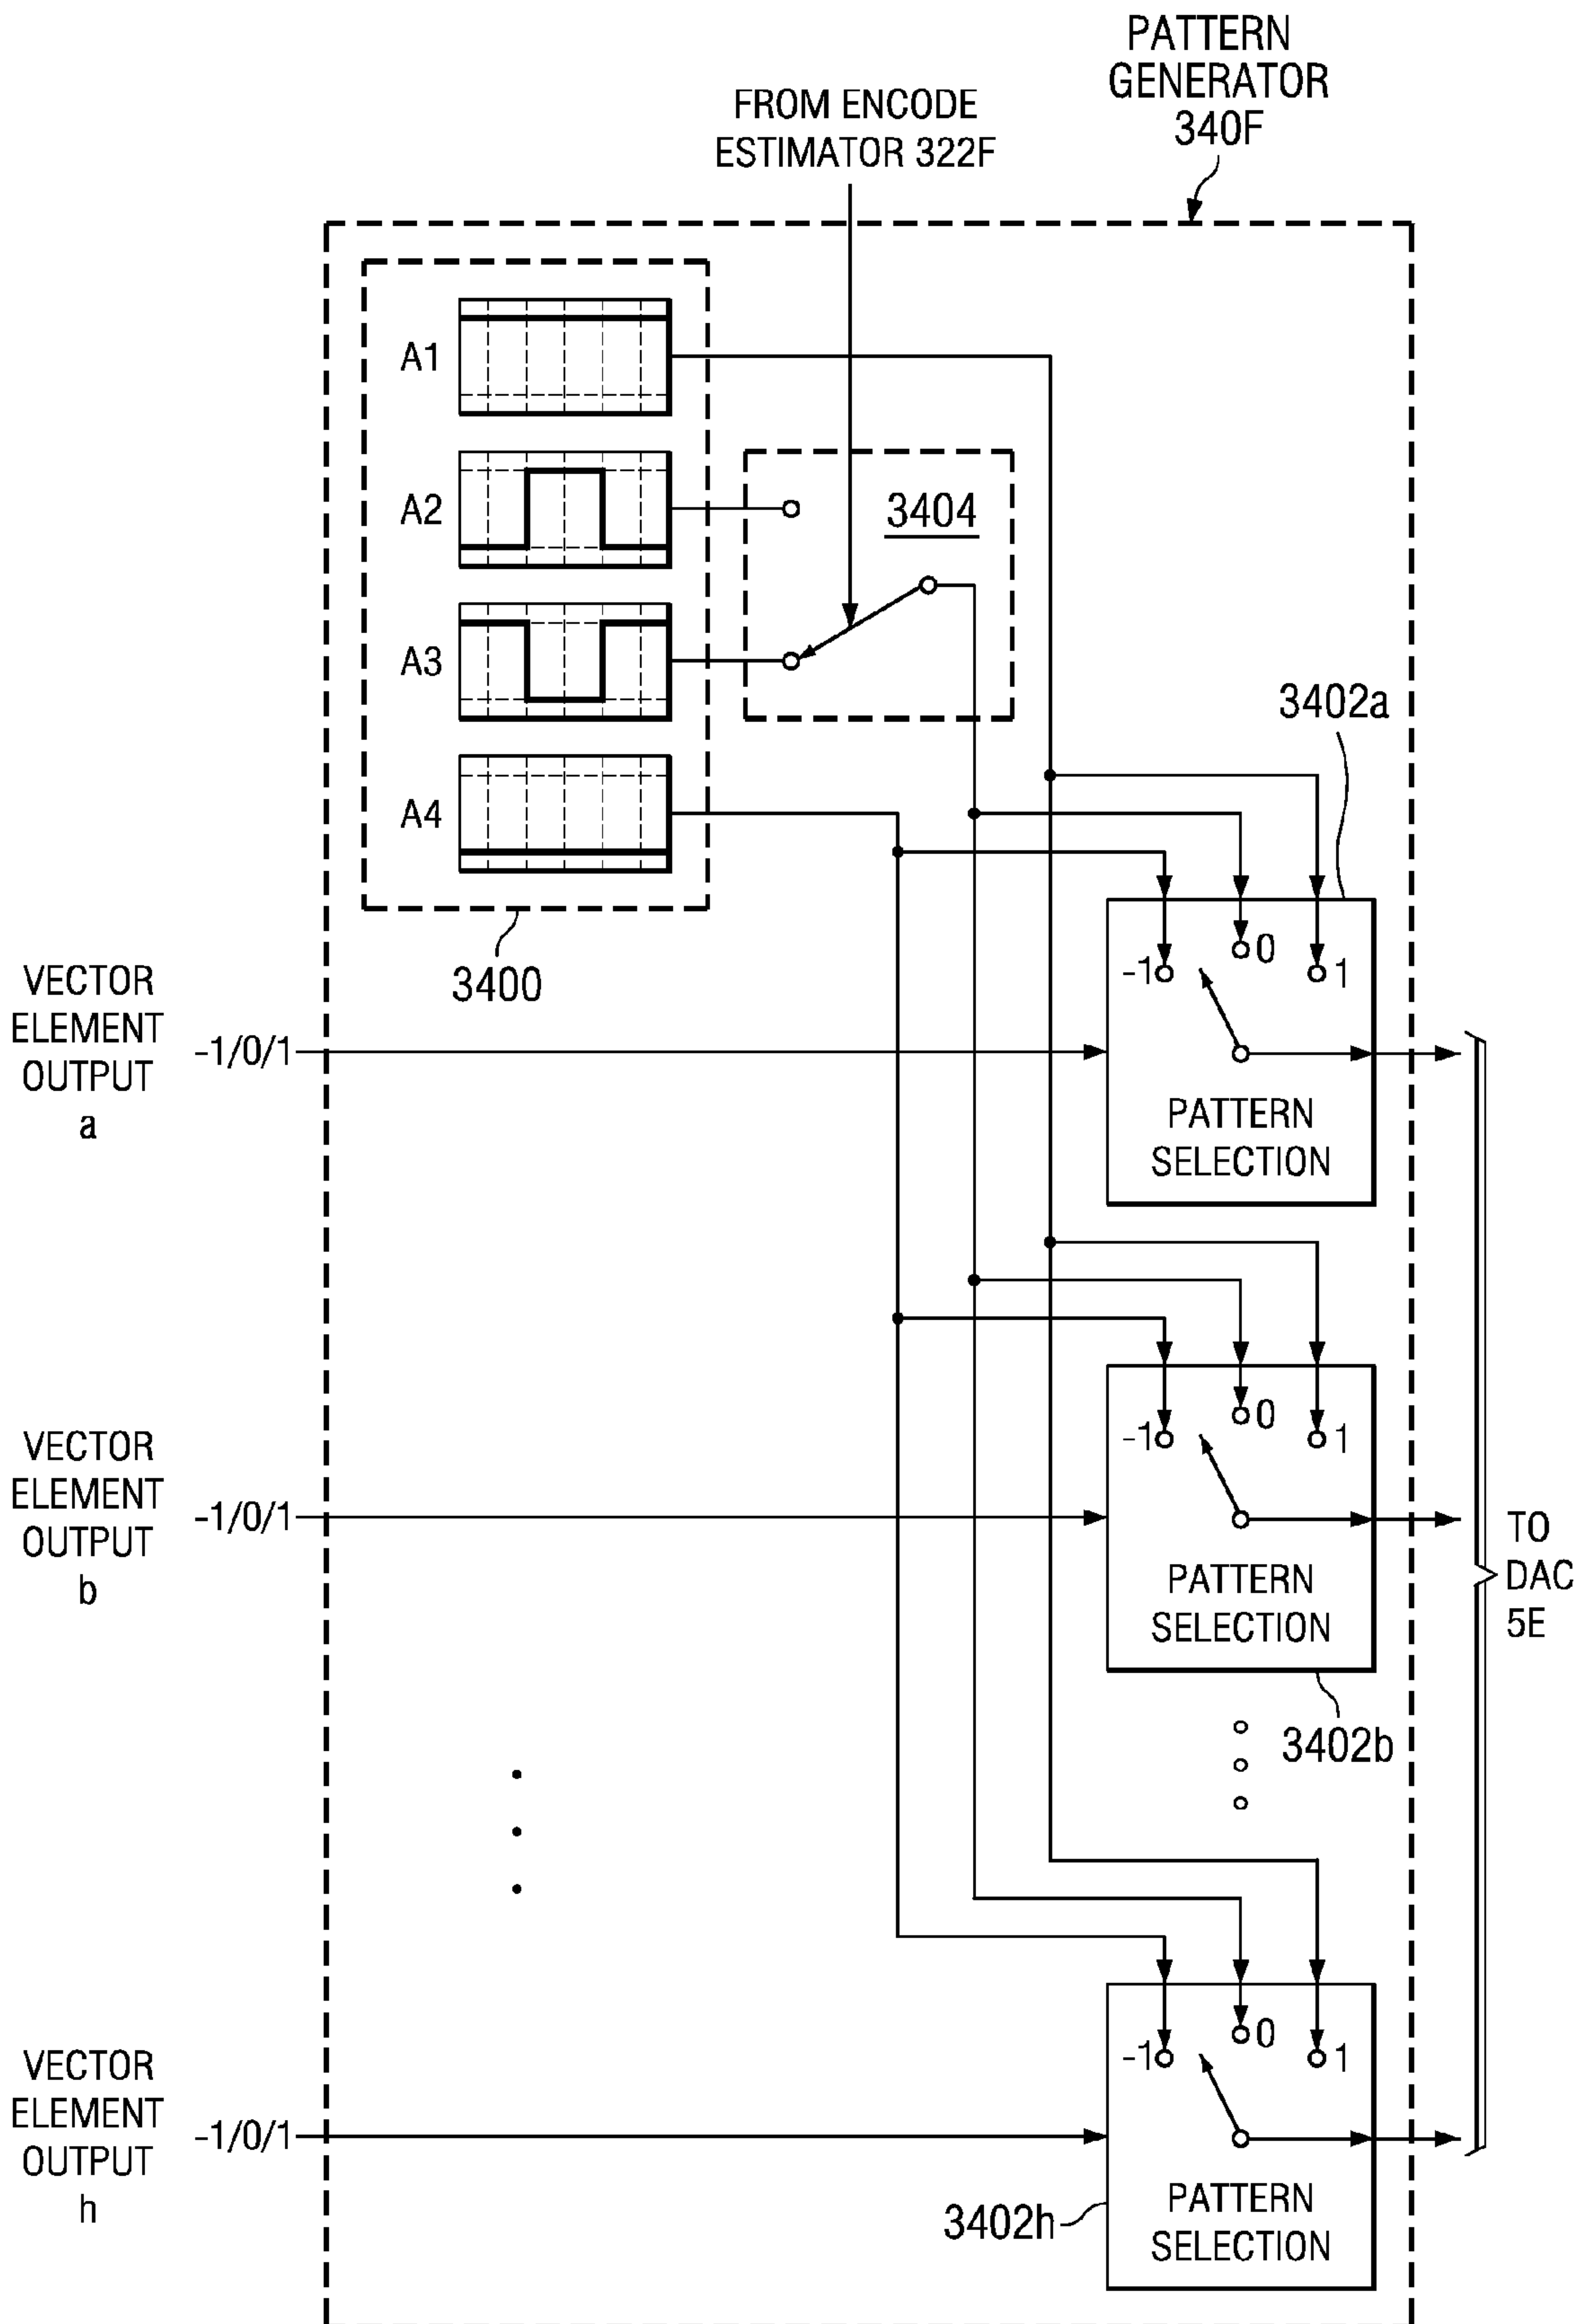 PATTERN
GENERATOR
340F
FROM ENCODE
ESTIMATOR 322F
A1
A2
3404
A3
3402a
A4
3400
-1
0
1
VECTOR
ELEMENT
OUTPUT
a
-1/0/1
PATTERN
SELECTION
-1
0
1
VECTOR
ELEMENT
OUTPUT
b
-1/0/1
PATTERN
SELECTION
TO
DAC
5E
3402b
-1
0
1
VECTOR
ELEMENT
OUTPUT
h
-1/0/1
3402h
PATTERN
SELECTION